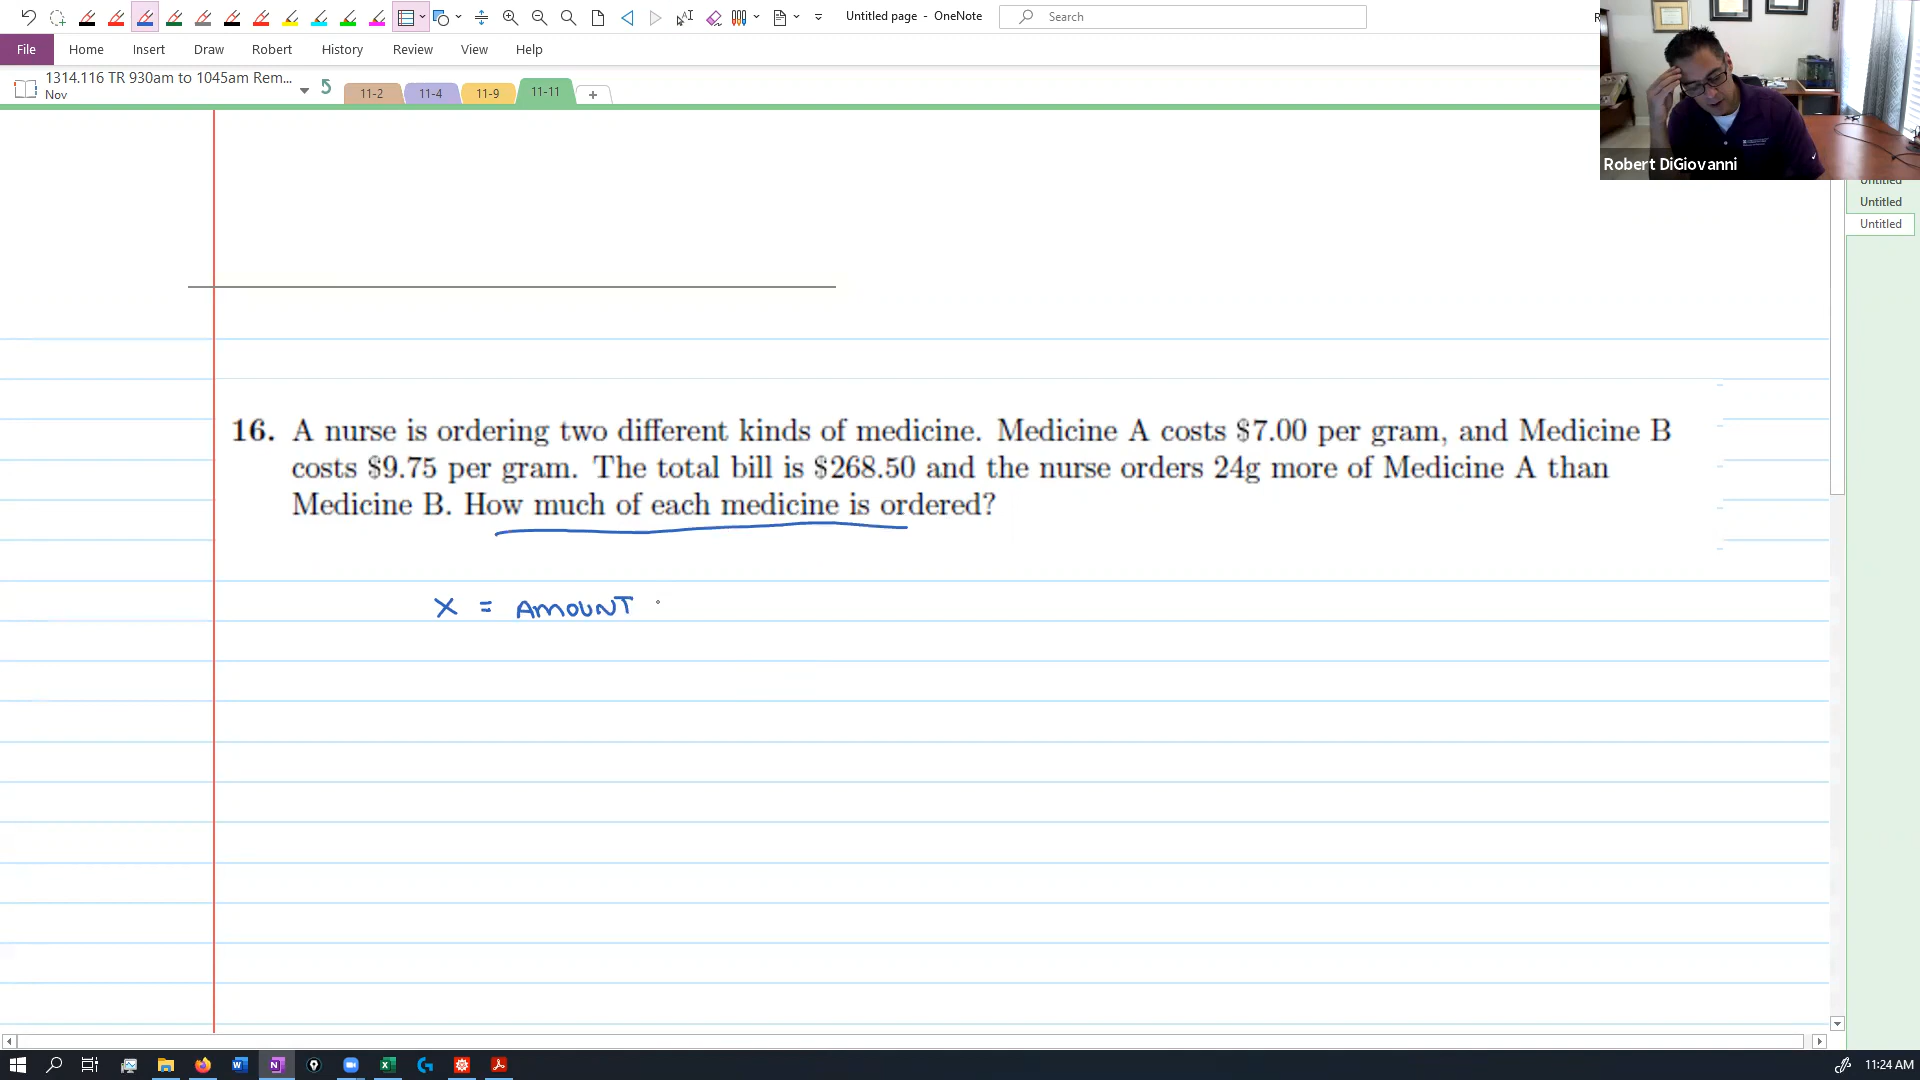 Untitled page - OneNote
Search
File Home Insert Draw Robert History Review View Help
1314.116 TR 930am to 1045am Rem...
Nov
11-2 11-4 11-9 11-11
Robert DiGiovanni
Untitled
Untitled
Untitled
16. A nurse is ordering two different kinds of medicine. Medicine A costs $7.00 per gram, and Medicine B
costs $9.75 per gram. The total bill is $268.50 and the nurse orders 24g more of Medicine A than
Medicine B. How much of each medicine is ordered?
X = AMOUNT
11:24 AM